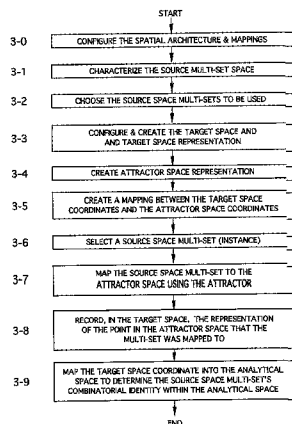 START
3-0
CONFIGURE THE SPATIAL ARCHITECTURE & MAPPINGS
3-1
CHARACTERIZE THE SOURCE MULTI-SET SPACE
3-2
CHOOSE THE SOURCE SPACE MULTI-SETS TO BE USED
3-3
CONFIGURE & CREATE THE TARGET SPACE AND
AND TARGET SPACE REPRESENTATION
3-4
CREATE ATTRACTOR SPACE REPRESENTATION
3-5
CREATE A MAPPING BETWEEN THE TARGET SPACE
COORDINATES AND THE ATTRACTOR SPACE COORDINATES
3-6
SELECT A SOURCE SPACE MULTI-SET (INSTANCE)
3-7
MAP THE SOURCE SPACE MULTI-SET TO THE
ATTRACTOR SPACE USING THE ATTRACTOR
3-8
RECORD, IN THE TARGET SPACE, THE REPRESENTATION
OF THE POINT IN THE ATTRACTOR SPACE THAT THE
MULTI-SET WAS MAPPED TO
3-9
MAP THE TARGET SPACE COORDINATE INTO THE ANALYTICAL
SPACE TO DETERMINE THE SOURCE SPACE MULTI-SET'S
COMBINATORIAL IDENTITY WITHIN THE ANALYTICAL SPACE
END